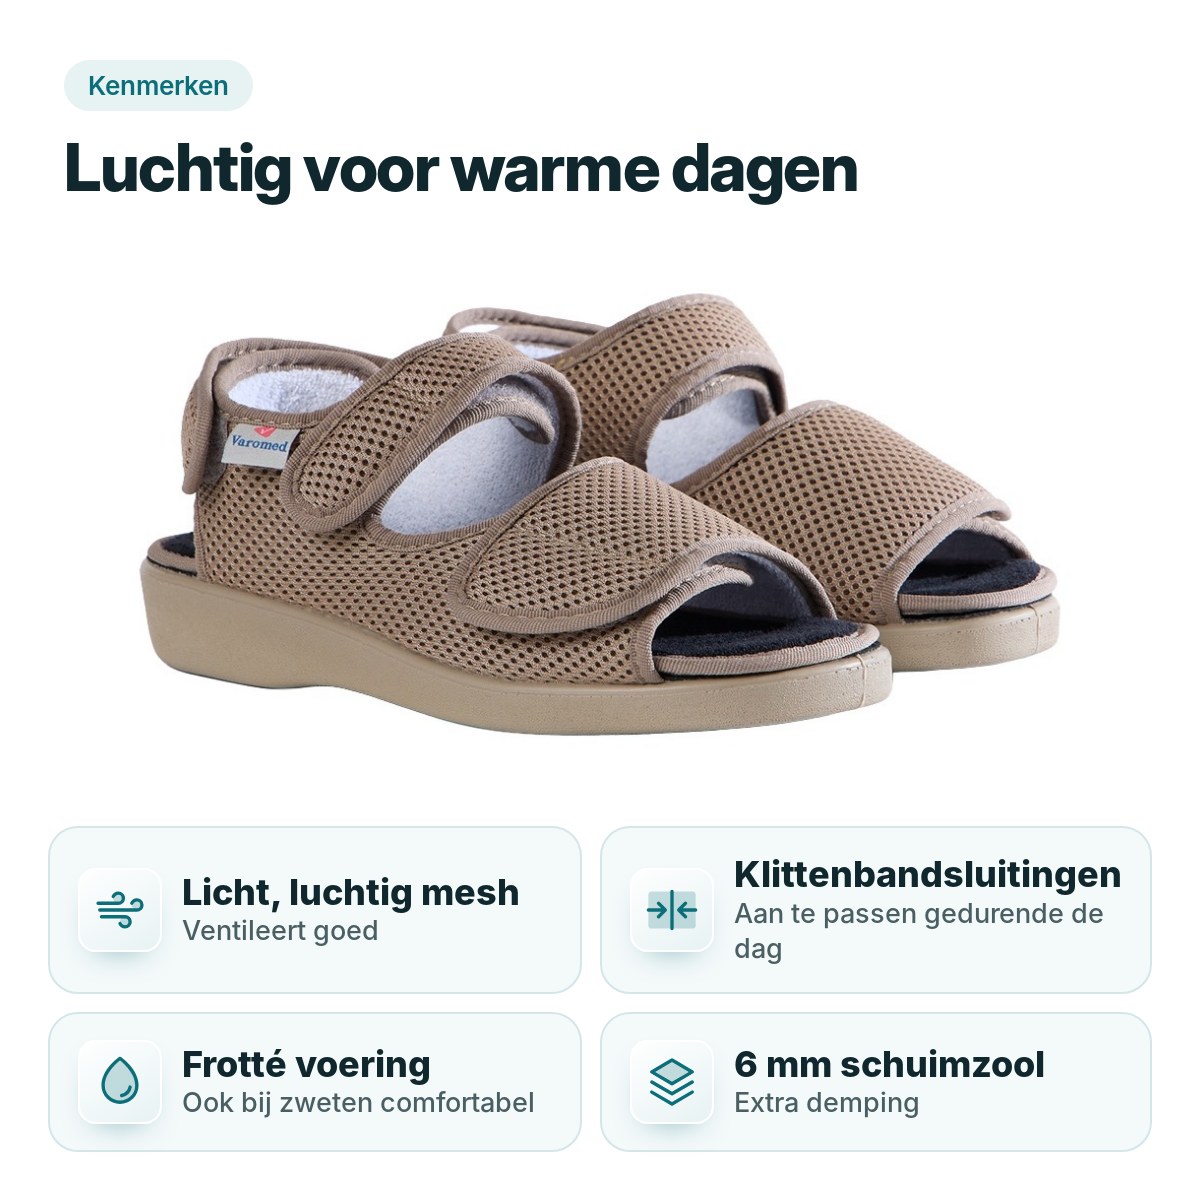 Kenmerken
Luchtig voor warme dagen
Varomed
Licht, luchtig mesh
Ventileert goed
Klittenbandsluitingen
Aan te passen gedurende de
dag
Frotté voering
Ook bij zweten comfortabel
6 mm schuimzool
Extra demping